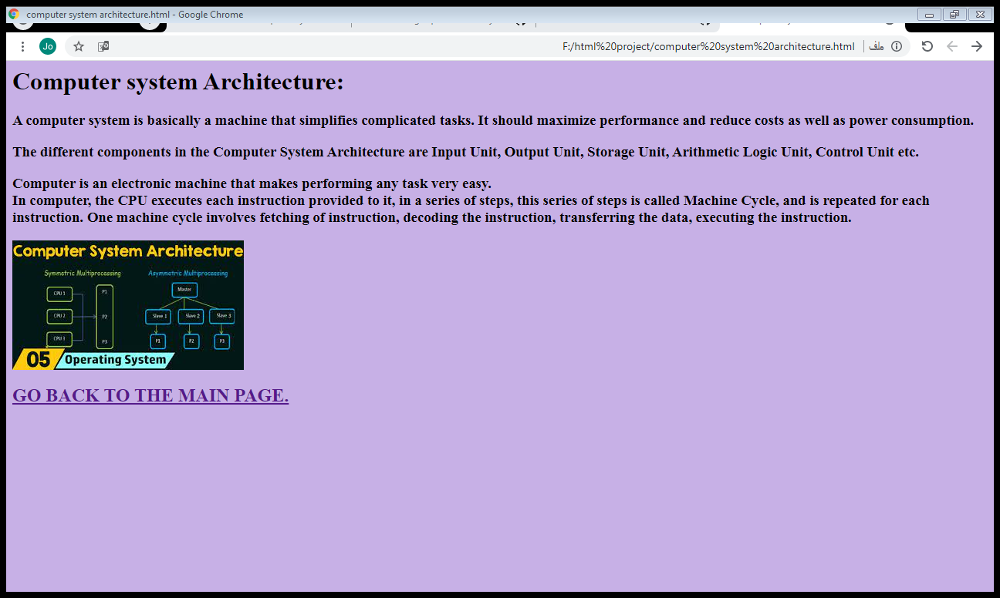 computer system architecture.html - Google Chrome
Jo
F:/html%20project/computer%20system%20architecture.html
ملف
Computer system Architecture:
A computer system is basically a machine that simplifies complicated tasks. It should maximize performance and reduce costs as well as power consumption.
The different components in the Computer System Architecture are Input Unit, Output Unit, Storage Unit, Arithmetic Logic Unit, Control Unit etc.
Computer is an electronic machine that makes performing any task very easy.
In computer, the CPU executes each instruction provided to it, in a series of steps, this series of steps is called Machine Cycle, and is repeated for each
instruction. One machine cycle involves fetching of instruction, decoding the instruction, transferring the data, executing the instruction.
Computer System Architecture
Symmetric Multiprocessing
Asymmetric Multiprocessing
CPU 1
P1
Master
CPU 2
P2
Slave 1
Slave 2
Slave 3
CPU 3
P3
P1
P2
P3
05
Operating System
GO BACK TO THE MAIN PAGE.